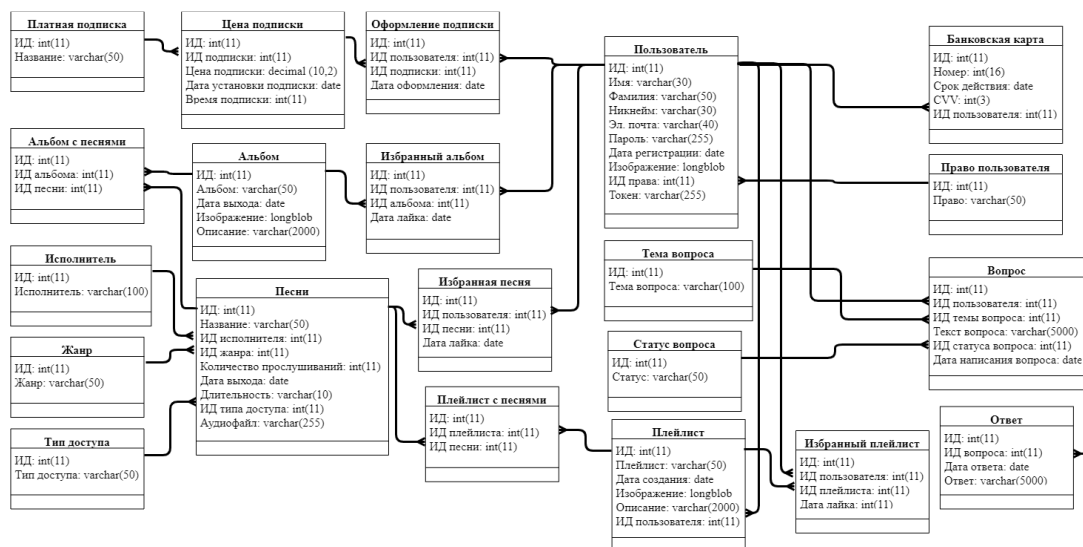 Платная подписка
ИД: int(11)
Название: varchar(50)
Цена подписки
ИД: int(11)
ИД подписки: int(11)
Цена подписки: decimal (10,2)
Дата установки подписки: date
Время подписки: int(11)
Оформление подписки
ИД: int(11)
ИД пользователя: int(11)
ИД подписки: int(11)
Дата оформления: date
Пользователь
ИД: int(11)
Имя: varchar(30)
Фамилия: varchar(50)
Никнейм: varchar(30)
Эл. почта: varchar(40)
Пароль: varchar(255)
Дата регистрации: date
Изображение: longblob
ИД права: int(11)
Токен: varchar(255)
Банковская карта
ИД: int(11)
Номер: int(16)
Срок действия: date
CVV: int(3)
ИД пользователя: int(11)
Альбом с песнями
ИД: int(11)
ИД альбома: int(11)
ИД песни: int(11)
Альбом
ИД: int(11)
Альбом: varchar(50)
Дата выхода: date
Изображение: longblob
Описание: varchar(2000)
Избранный альбом
ИД: int(11)
ИД пользователя: int(11)
ИД альбома: int(11)
Дата лайка: date
Право пользователя
ИД: int(11)
Право: varchar(50)
Исполнитель
ИД: int(11)
Исполнитель: varchar(100)
Песни
ИД: int(11)
Название: varchar(50)
ИД исполнителя: int(11)
ИД жанра: int(11)
Количество прослушиваний: int(11)
Дата выхода: date
Длительность: varchar(10)
ИД типа доступа: int(11)
Аудиофайл: varchar(255)
Избранная песня
ИД: int(11)
ИД пользователя: int(11)
ИД песни: int(11)
Дата лайка: date
Тема вопроса
ИД: int(11)
Тема вопроса: varchar(100)
Вопрос
ИД: int(11)
ИД пользователя: int(11)
ИД темы вопроса: int(11)
Текст вопроса: varchar(5000)
ИД статуса вопроса: int(11)
Дата написания вопроса: date
Жанр
ИД: int(11)
Жанр: varchar(50)
Статус вопроса
ИД: int(11)
Статус: varchar(50)
Тип доступа
ИД: int(11)
Тип доступа: varchar(50)
Плейлист с песнями
ИД: int(11)
ИД плейлиста: int(11)
ИД песни: int(11)
Плейлист
ИД: int(11)
Плейлист: varchar(50)
Дата создания: date
Изображение: longblob
Описание: varchar(2000)
ИД пользователя: int(11)
Избранный плейлист
ИД: int(11)
ИД пользователя: int(11)
ИД плейлиста: int(11)
Дата лайка: int(11)
Ответ
ИД: int(11)
ИД вопроса: int(11)
Дата ответа: date
Ответ: varchar(5000)